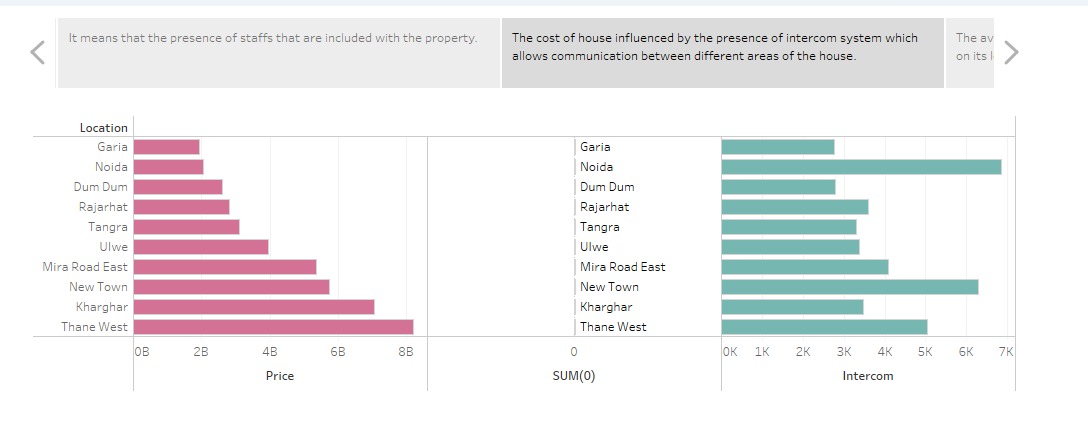 It means that the presence of staffs that are included with the property.
The cost of house influenced by the presence of intercom system which
allows communication between different areas of the house.
The av
on its l
Location
Garia Garia
Noida Noida
Dum Dum Dum Dum
Rajarhat Rajarhat
Tangra Tangra
Ulwe Ulwe
Mira Road East Mira Road East
New Town New Town
Kharghar Kharghar
Thane West Thane West
0B 2B 4B 6B 8B 0 0K 1K 2K 3K 4K 5K 6K 7K
Price SUM(0) Intercom